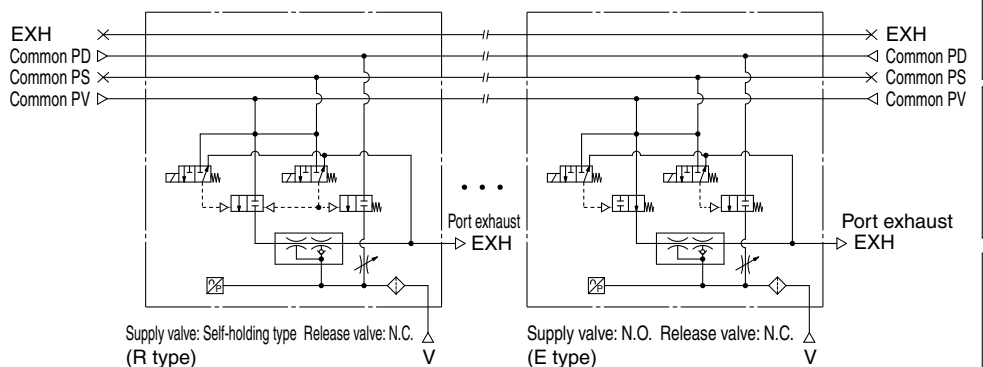 EXH
EXH
Common PD
Common PD
Common PS
Common PS
Common PV
Common PV
Port exhaust
EXH
Port exhaust
EXH
P
P
Supply valve: Self-holding type Release valve: N.C.
(R type)
V
Supply valve: N.O. Release valve: N.C.
(E type)
V